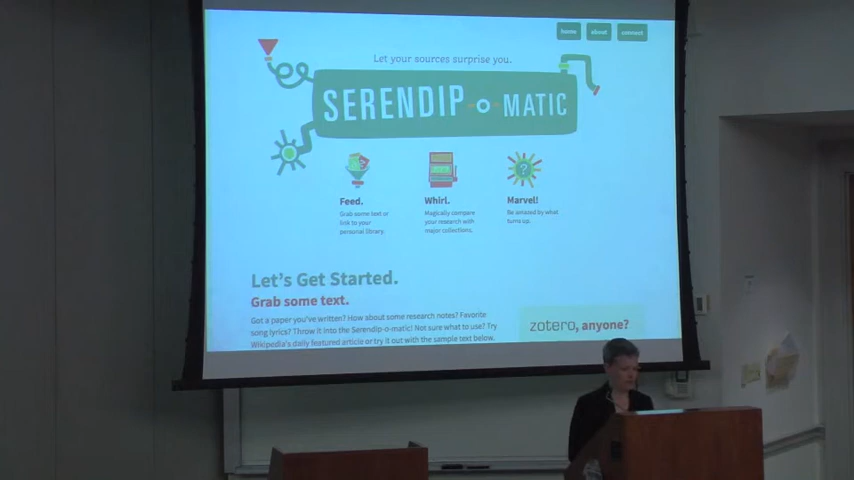 home about connect
Let your sources surprise you.
SERENDIP-o-MATIC
Feed.
Grab some text or
link to your
personal library.
Whirl.
Magically compare
your research with
major collections.
Marvel!
Be amazed by what
turns up.
Let's Get Started.
Grab some text.
Got a paper you've written? How about some research notes? Favorite
song lyrics? Throw it into the Serendip-o-matic! Not sure what to use? Try
Wikipedia's daily featured article or try it out with the sample text below.
zotero, anyone?